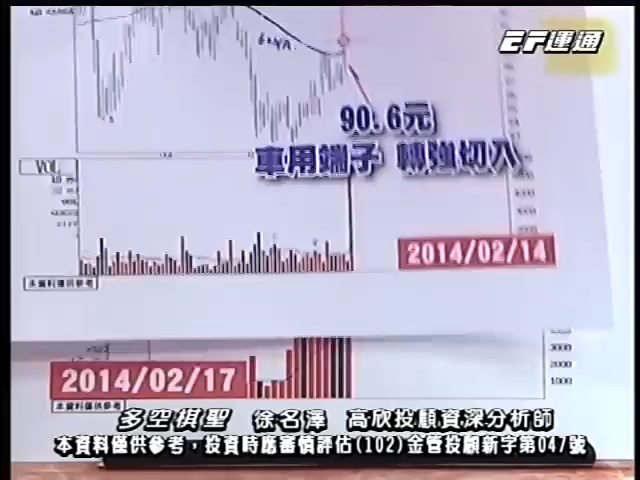 EF運通
60MA.
90.6元
車用端子 轉強切入
VOL
2014/02/14
本資料僅供參考
3000
2000
1000
2014/02/17
本資料僅供參考
多空棋聖 徐名澤 高欣投顧資深分析師
本資料僅供參考，投資時應審慎評估(102)金管投顧新字第047號